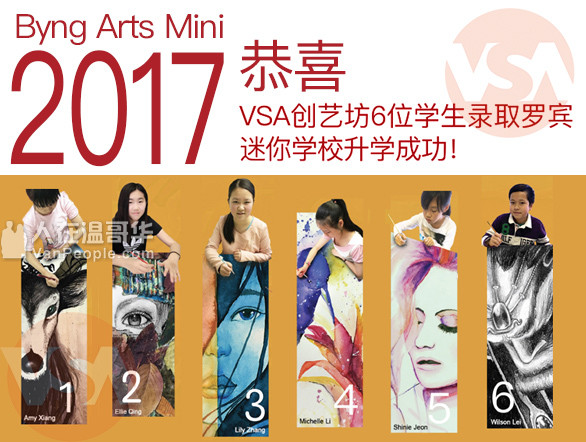 Byng Arts Mini
2017
恭喜
VSA创艺坊6位学生录取罗宾
迷你学校升学成功!
VSA
人在温哥华
VanPeople.com
VSA
1
Amy Xiang
2
Ellie Qing
3
Lily Zhang
4
Michelle Li
5
Shinie Jeon
6
Wilson Lei